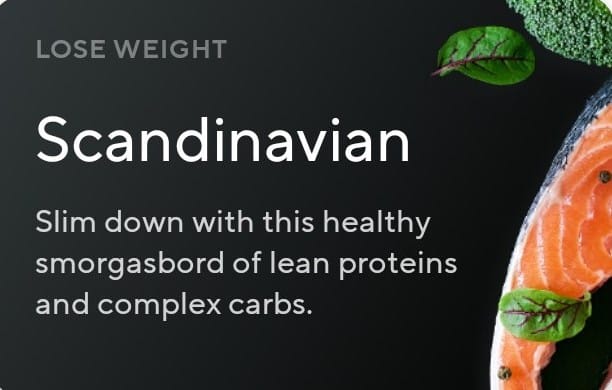 LOSE WEIGHT
Scandinavian
Slim down with this healthy
smorgasbord of lean proteins
and complex carbs.